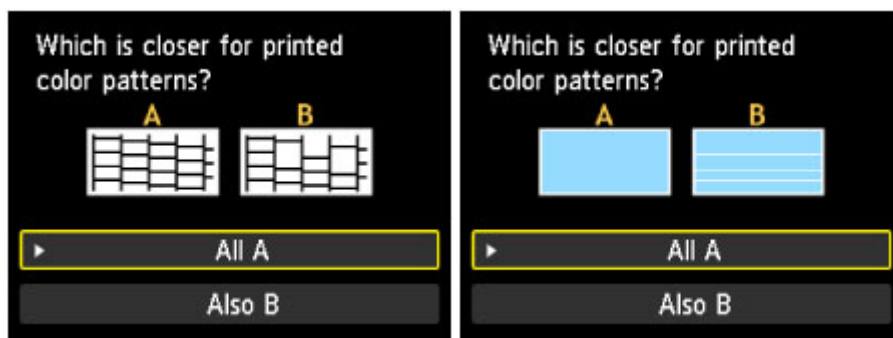 Which is closer for printed
color patterns?
A B
All A
Also B
Which is closer for printed
color patterns?
A B
All A
Also B